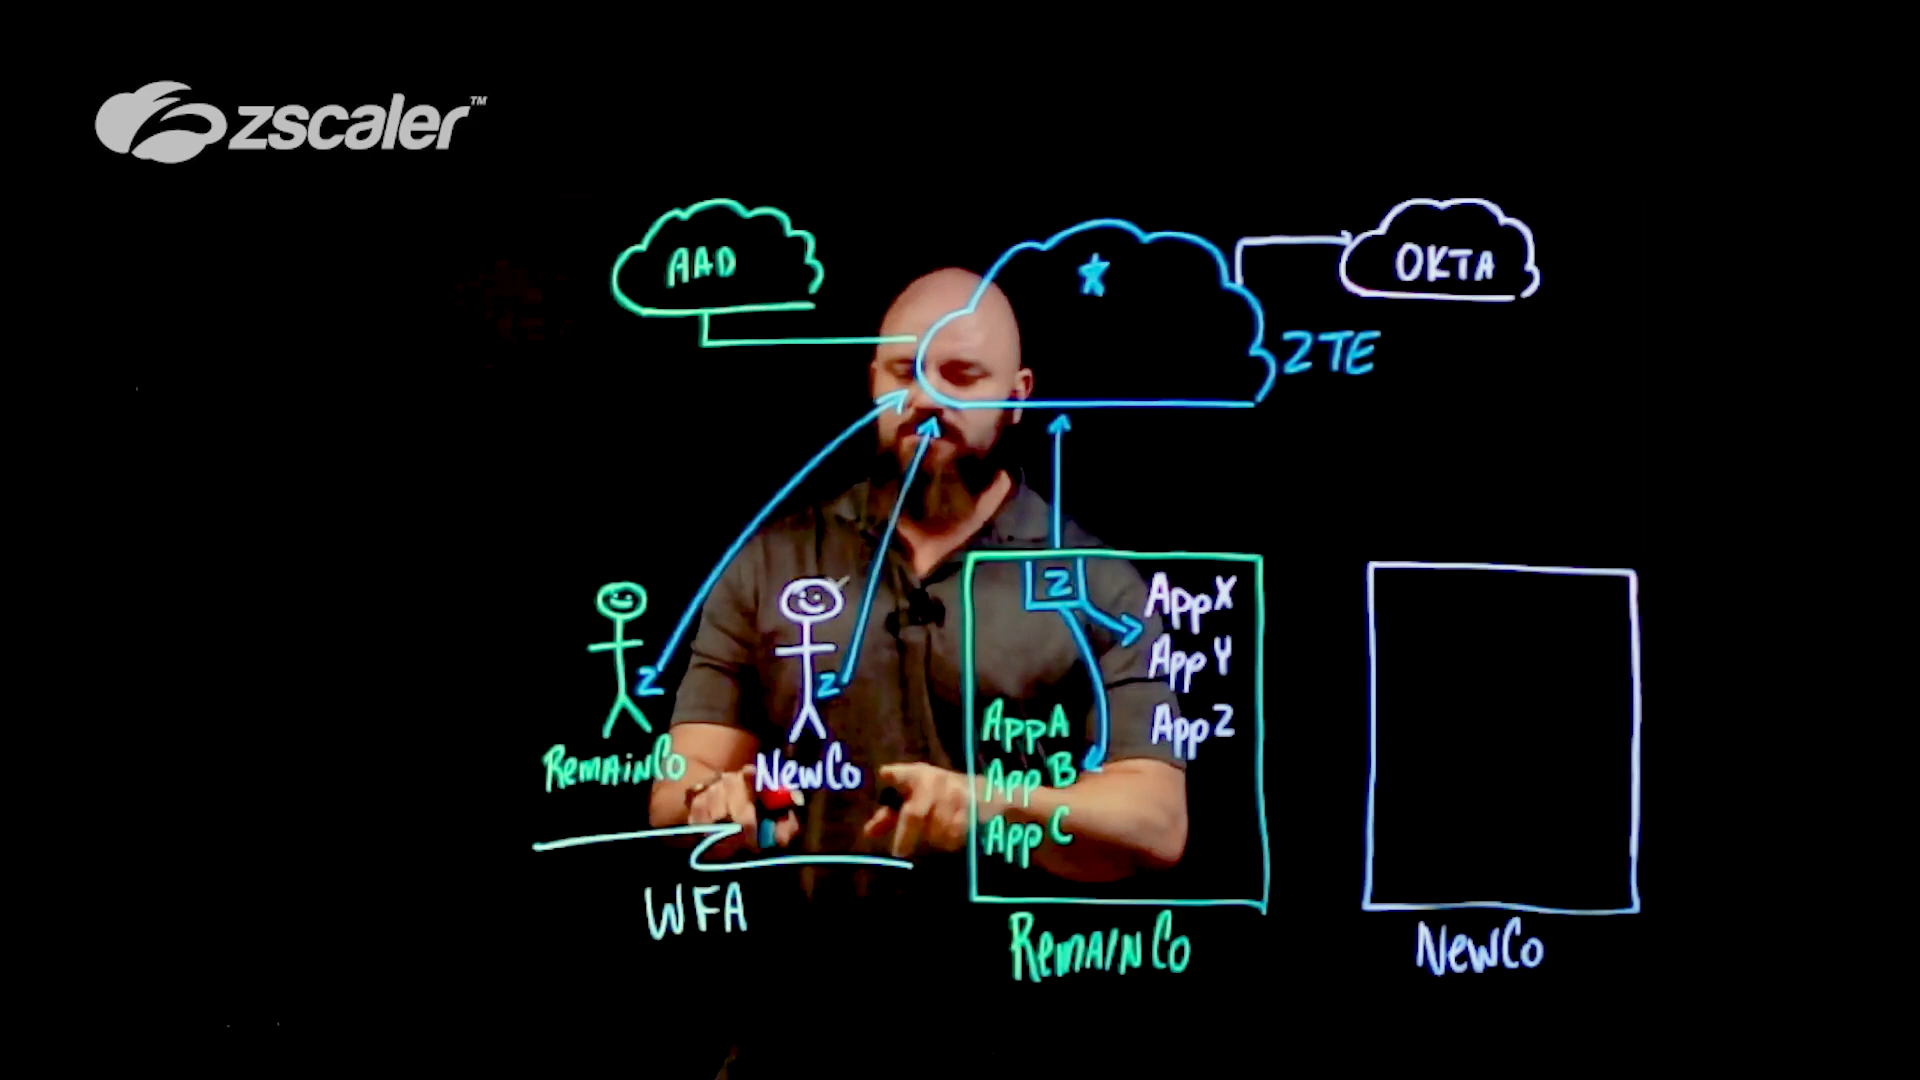 zscaler™
AAD
OKTA
ZTE
Z
App X
App Y
App Z
Z
Z
App A
App B
App C
RemainCo
NewCo
WFA
RemainCo
NewCo